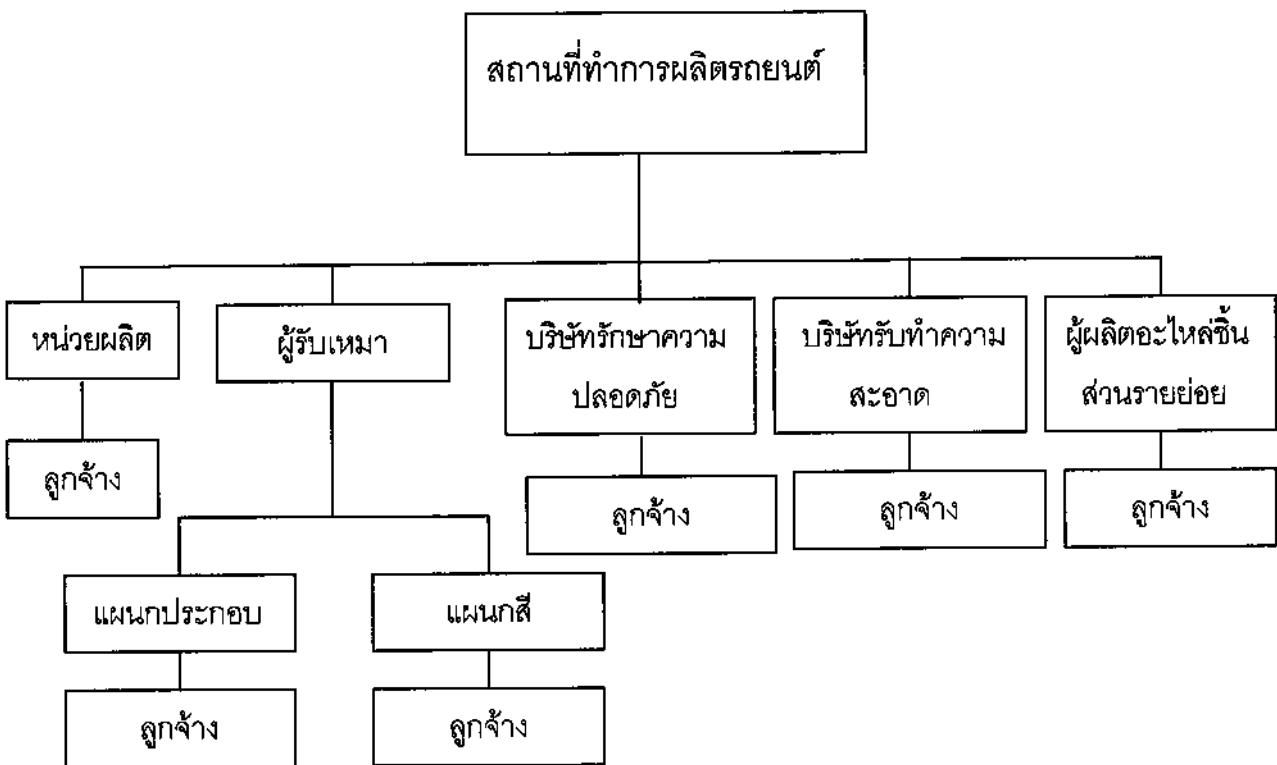 สถานที่ทำการผลิตรถยนต์
หน่วยผลิต
ผู้รับเหมา
บริษัทรักษาความ
ปลอดภัย
บริษัทรับทำความ
สะอาด
ผู้ผลิตอะไหล่ชิ้น
ส่วนรายย่อย
ลูกจ้าง
ลูกจ้าง
ลูกจ้าง
ลูกจ้าง
แผนกประกอบ
แผนกสี
ลูกจ้าง
ลูกจ้าง